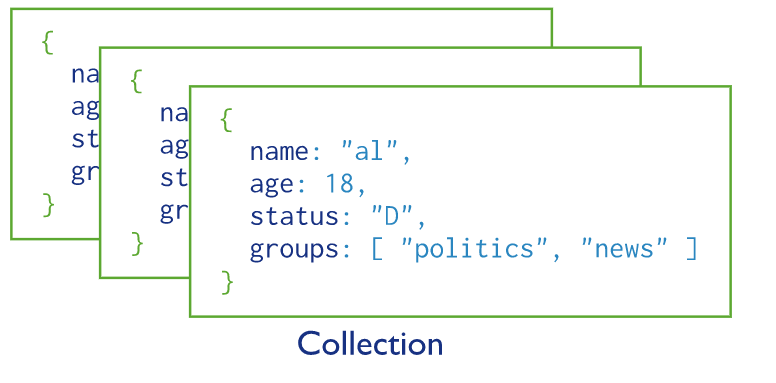 {
na
ag
st
gr
}
{
na
ag
st
gr
}
{
name: "al",
age: 18,
status: "D",
groups: [ "politics", "news" ]
}
Collection